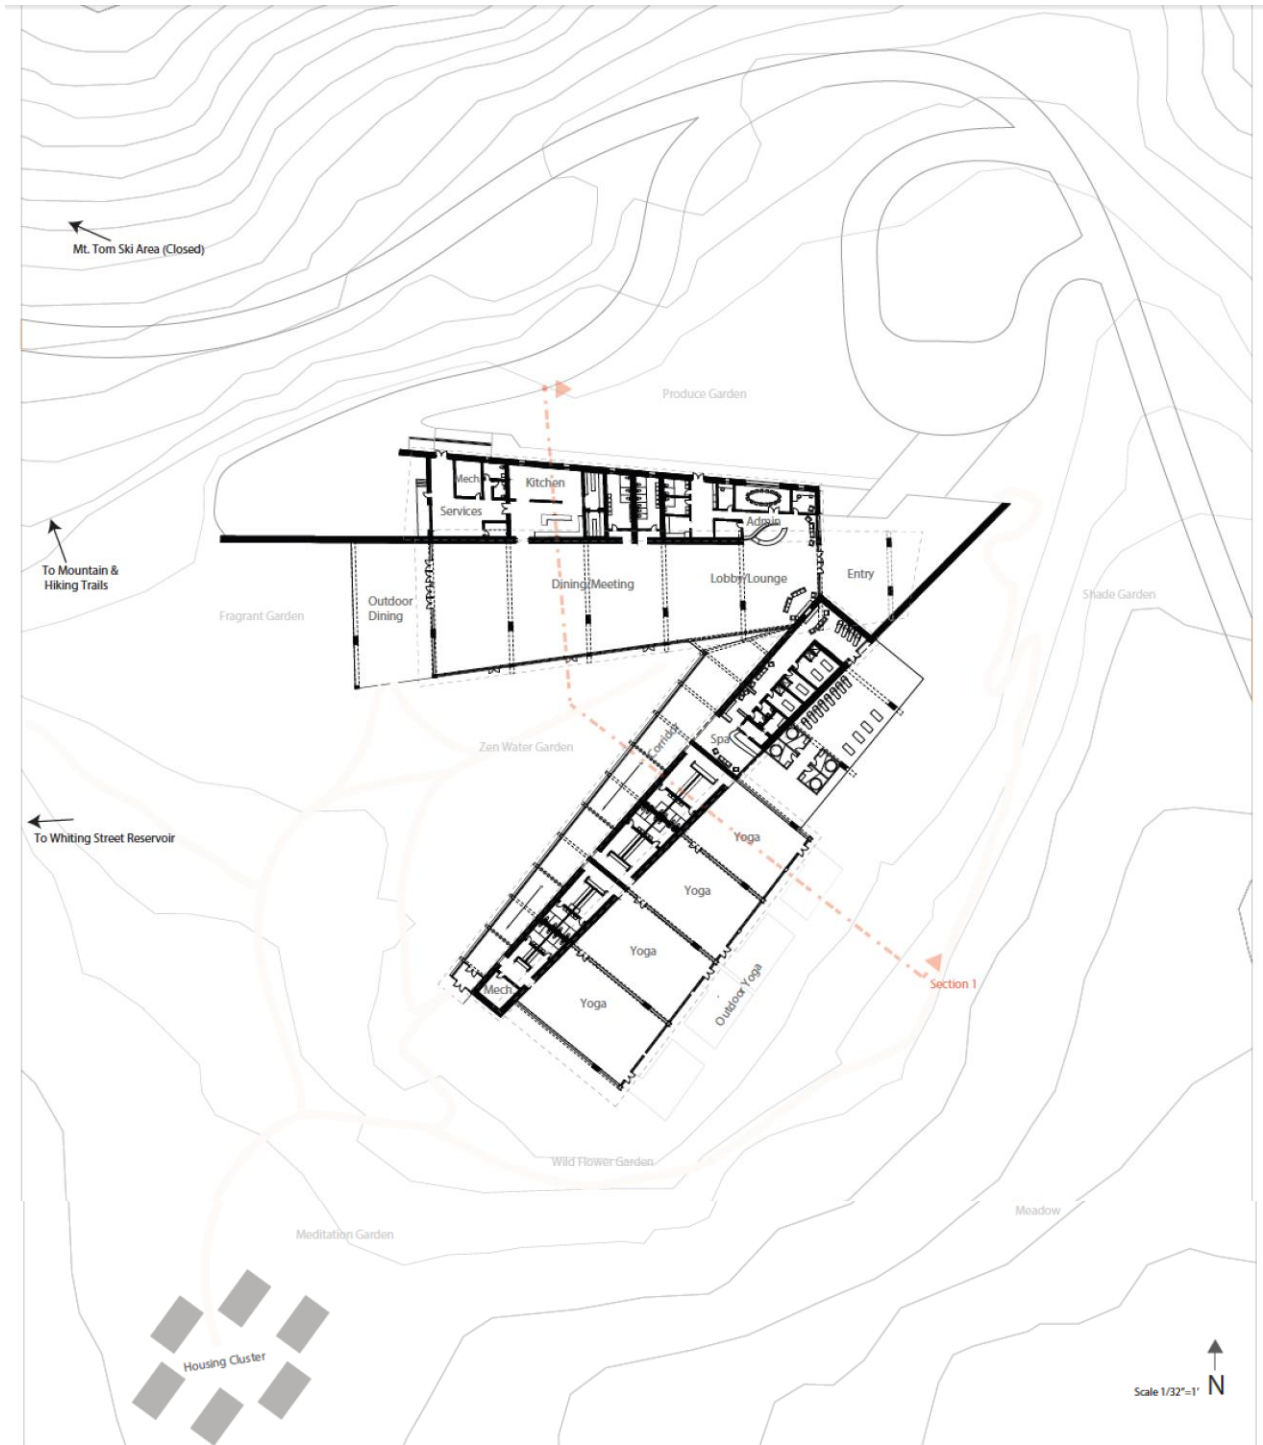 Mt. Tom Ski Area (Closed)
Produce Garden
Mech
Kitchen
Services
Admin
To Mountain &
Hiking Trails
Dining/Meeting
Lobby/Lounge
Entry
Outdoor
Dining
Fragrant Garden
Shade Garden
Zen Water Garden
Corridor
Spa
To Whiting Street Reservoir
Yoga
Yoga
Yoga
Yoga
Mech
Outdoor Yoga
Section 1
Wild Flower Garden
Meadow
Meditation Garden
Housing Cluster
Scale 1/32"=1'
N